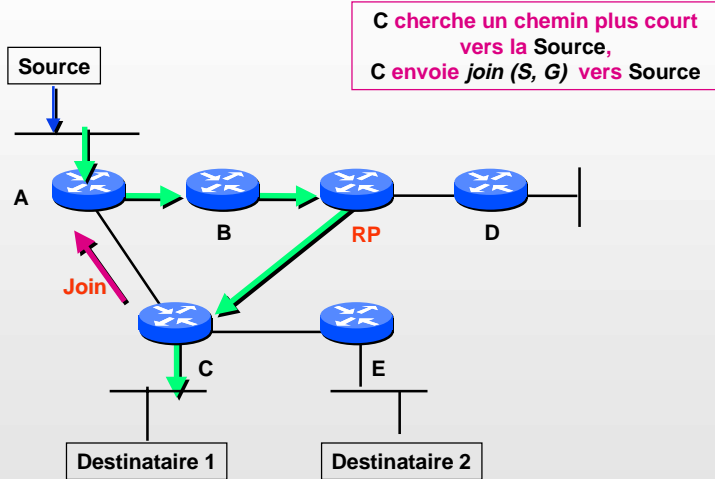 C cherche un chemin plus court
vers la Source,
C envoie join (S, G) vers Source
Source
A
B
RP
D
Join
C
E
Destinataire 1
Destinataire 2